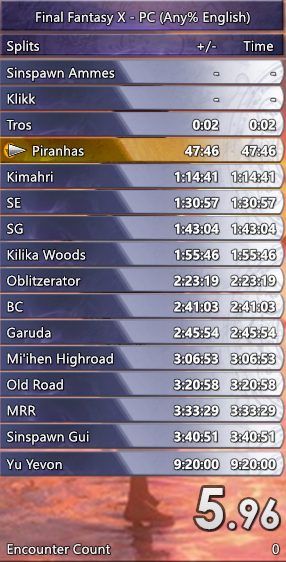 Final Fantasy X - PC (Any% English)
Splits +/- Time
Sinspawn Ammes - -
Klikk - -
Tros 0:02 0:02
Piranhas 47:46 47:46
Kimahri 1:14:41 1:14:41
SE 1:30:57 1:30:57
SG 1:43:04 1:43:04
Kilika Woods 1:55:46 1:55:46
Oblitzerator 2:23:19 2:23:19
BC 2:41:03 2:41:03
Garuda 2:45:54 2:45:54
Mi'ihen Highroad 3:06:53 3:06:53
Old Road 3:20:58 3:20:58
MRR 3:33:29 3:33:29
Sinspawn Gui 3:40:51 3:40:51
Yu Yevon 9:20:00 9:20:00
5.96
Encounter Count 0